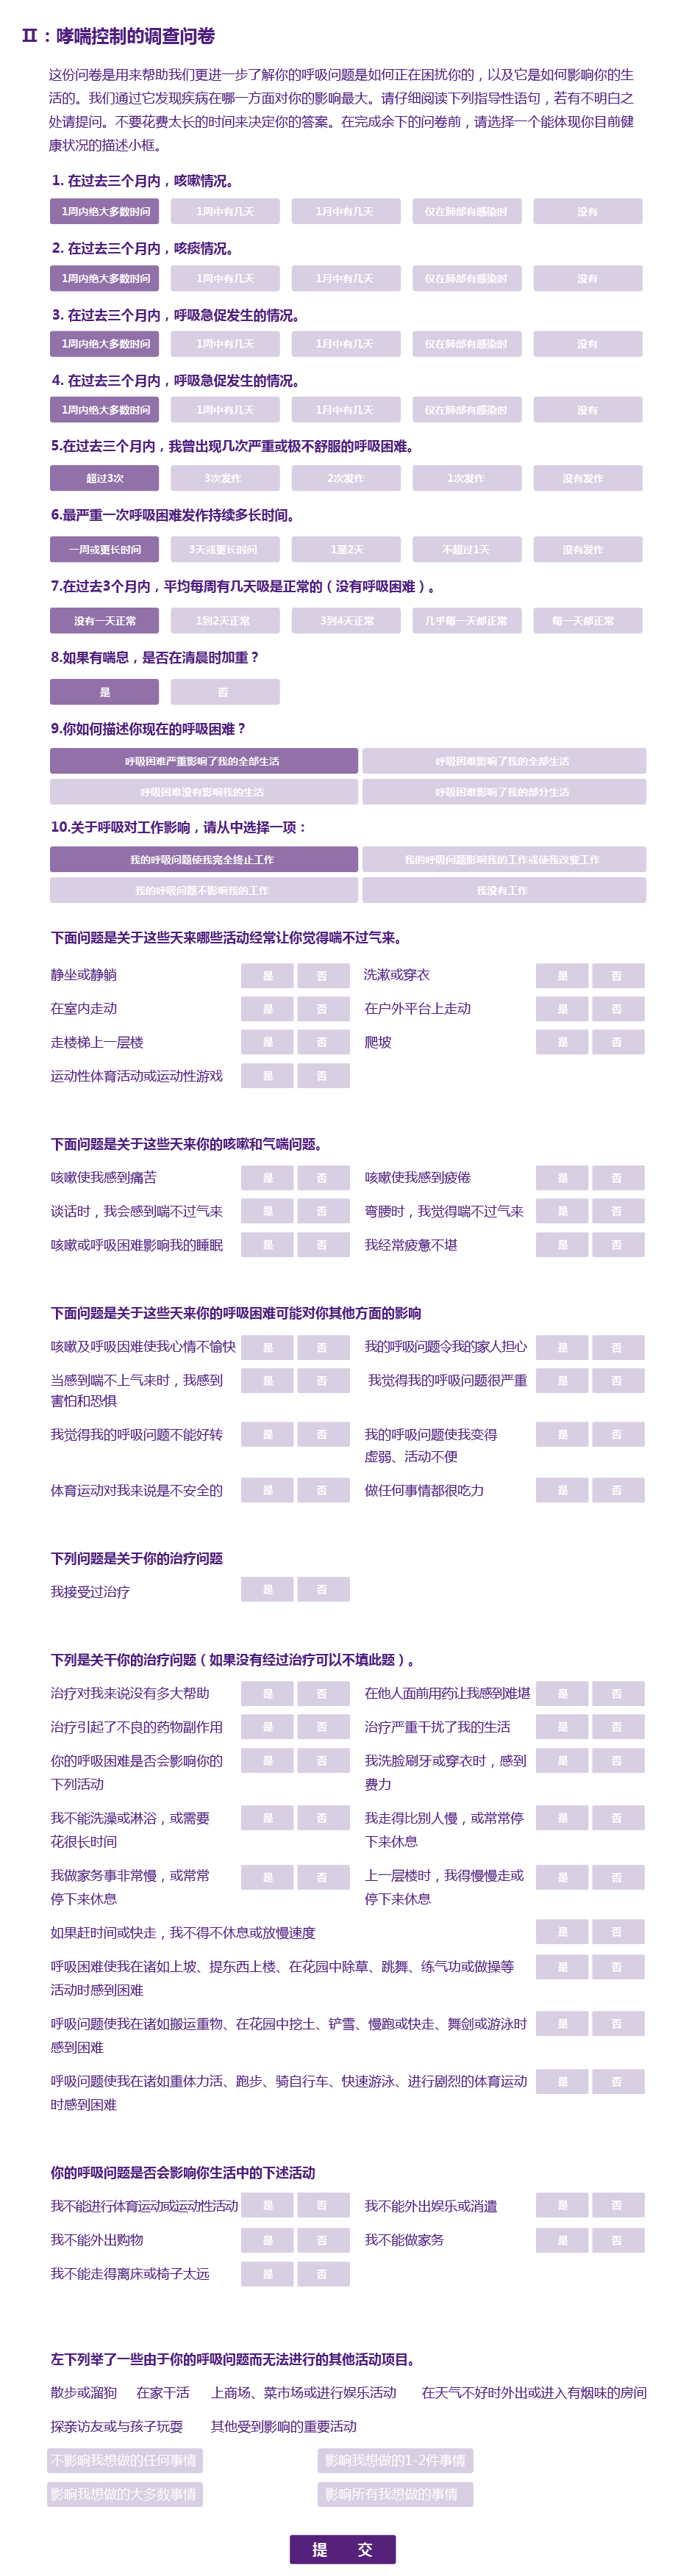 II：哮喘控制的调查问卷
这份问卷是用来帮助我们更进一步了解你的呼吸问题是如何正在困扰你的，以及它是如何影响你的生
活的。我们通过它发现疾病在哪一方面对你的影响最大。请仔细阅读下列指导性语句，若有不明白之
处请提问。不要花费太长的时间来决定你的答案。在完成余下的问卷前，请选择一个能体现你目前健
康状况的描述小框。
1. 在过去三个月内，咳嗽情况。
1周内绝大多数时间 1周中有几天 1月中有几天 仅在肺部有感染时 没有
2. 在过去三个月内，咳痰情况。
1周内绝大多数时间 1周中有几天 1月中有几天 仅在肺部有感染时 没有
3. 在过去三个月内，呼吸急促发生的情况。
1周内绝大多数时间 1周中有几天 1月中有几天 仅在肺部有感染时 没有
4. 在过去三个月内，呼吸急促发生的情况。
1周内绝大多数时间 1周中有几天 1月中有几天 仅在肺部有感染时 没有
5.在过去三个月内，我曾出现几次严重或极不舒服的呼吸困难。
超过3次 3次发作 2次发作 1次发作 没有发作
6.最严重一次呼吸困难发作持续多长时间。
一周或更长时间 3天或更长时间 1至2天 不超过1天 没有发作
7.在过去3个月内，平均每周有几天吸是正常的（没有呼吸困难）。
没有一天正常 1到2天正常 3到4天正常 几乎每一天都正常 每一天都正常
8.如果有喘息，是否在清晨时加重？
是 否
9.你如何描述你现在的呼吸困难？
呼吸困难严重影响了我的全部生活 呼吸困难影响了我的全部生活
呼吸困难没有影响我的生活 呼吸困难影响了我的部分生活
10.关于呼吸对工作影响，请从中选择一项：
我的呼吸问题使我完全终止工作 我的呼吸问题影响我的工作或使我改变工作
我的呼吸问题不影响我的工作 我没有工作
下面问题是关于这些天来哪些活动经常让你觉得喘不过气来。
静坐或静躺 是 否 洗漱或穿衣 是 否
在室内走动 是 否 在户外平台上走动 是 否
走楼梯上一层楼 是 否 爬坡 是 否
运动性体育活动或运动性游戏 是 否
下面问题是关于这些天来你的咳嗽和气喘问题。
咳嗽使我感到痛苦 是 否 咳嗽使我感到疲倦 是 否
谈话时，我会感到喘不过气来 是 否 弯腰时，我觉得喘不过气来 是 否
咳嗽或呼吸困难影响我的睡眠 是 否 我经常疲惫不堪 是 否
下面问题是关于这些天来你的呼吸困难可能对你其他方面的影响
咳嗽及呼吸因难使我心情不愉快 是 否 我的呼吸问题令我的家人担心 是 否
当感到喘不上气来时，我感到 是 否 我觉得我的呼吸问题很严重 是 否
害怕和恐惧
我觉得我的呼吸问题不能好转 是 否 我的呼吸问题使我变得 是 否
虚弱、活动不便
体育运动对我来说是不安全的 是 否 做任何事情都很吃力 是 否
下列问题是关于你的治疗问题
我接受过治疗 是 否
下列是关于你的治疗问题（如果没有经过治疗可以不填此题）。
治疗对我来说没有多大帮助 是 否 在他人面前用药让我感到难堪 是 否
治疗引起了不良的药物副作用 是 否 治疗严重干扰了我的生活 是 否
你的呼吸困难是否会影响你的 是 否 我洗脸刷牙或穿衣时，感到 是 否
下列活动 费力
我不能洗澡或淋浴，或需要 是 否 我走得比别人慢，或常常停 是 否
花很长时间 下来休息
我做家务事非常慢，或常常 是 否 上一层楼时，我得慢慢走或 是 否
停下来休息 停下来休息
如果赶时间或快走，我不得不休息或放慢速度 是 否
呼吸困难使我在诸如上坡、提东西上楼、在花园中除草、跳舞、练气功或做操等 是 否
活动时感到困难
呼吸问题使我在诸如搬运重物、在花园中挖土、铲雪、慢跑或快走、舞剑或游泳时 是 否
感到困难
呼吸问题使我在诸如重体力活、跑步、骑自行车、快速游泳、进行剧烈的体育运动 是 否
时感到困难
你的呼吸问题是否会影响你生活中的下述活动
我不能进行体育运动或运动性活动 是 否 我不能外出娱乐或消遣 是 否
我不能外出购物 是 否 我不能做家务 是 否
我不能走得离床或椅子太远 是 否
左下列举了一些由于你的呼吸问题而无法进行的其他活动项目。
散步或溜狗 在家干活 上商场、菜市场或进行娱乐活动 在天气不好时外出或进入有烟味的房间
探亲访友或与孩子玩耍 其他受到影响的重要活动
不影响我想做的任何事情 影响我想做的1-2件事情
影响我想做的大多数事情 影响所有我想做的事情
提 交